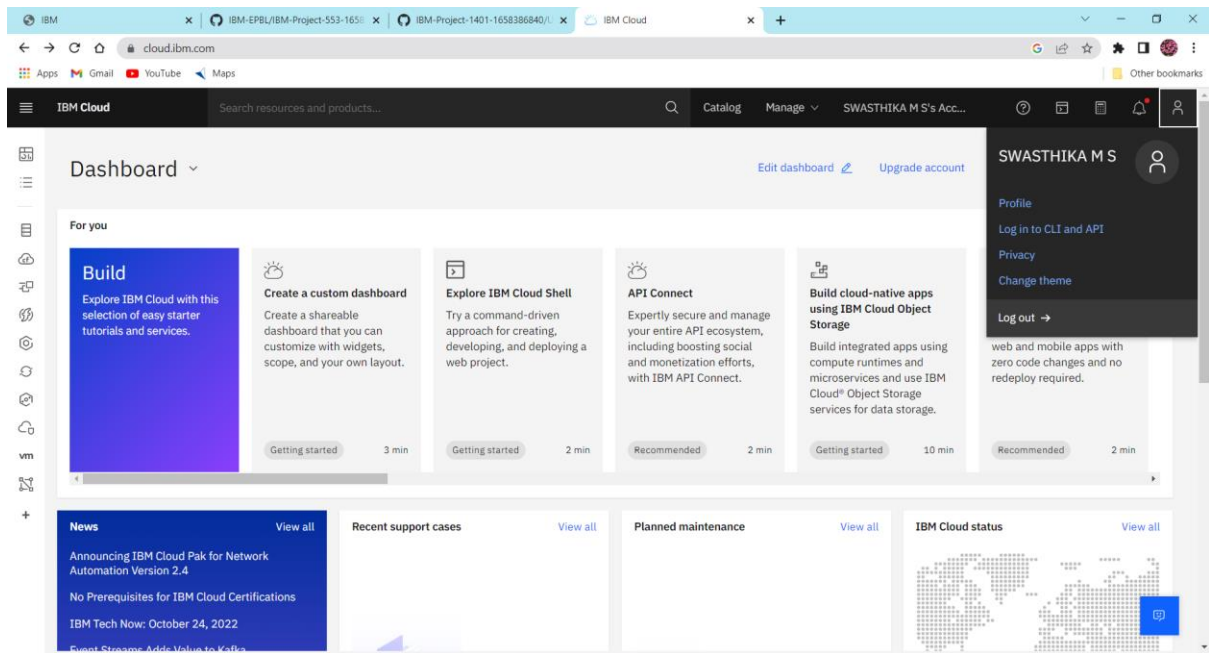 IBM
IBM-EPBL/IBM-Project-553-1658
IBM-Project-1401-1658386840/
IBM Cloud
cloud.ibm.com
Apps
Gmail
YouTube
Maps
Other bookmarks
IBM Cloud
Search resources and products...
Catalog
Manage
SWASTHIKA M S's Acc...
Dashboard
Edit dashboard
Upgrade account
SWASTHIKA M S
Profile
Log in to CLI and API
Privacy
Change theme
Log out →
For you
Build
Explore IBM Cloud with this
selection of easy starter
tutorials and services.
Create a custom dashboard
Create a shareable
dashboard that you can
customize with widgets,
scope, and your own layout.
Getting started
3 min
Explore IBM Cloud Shell
Try a command-driven
approach for creating,
developing, and deploying a
web project.
Getting started
2 min
API Connect
Expertly secure and manage
your entire API ecosystem,
including boosting social
and monetization efforts,
with IBM API Connect.
Recommended
2 min
Build cloud-native apps
using IBM Cloud Object
Storage
Build integrated apps using
compute runtimes and
microservices and use IBM
Cloud® Object Storage
services for data storage.
Getting started
10 min
web and mobile apps with
zero code changes and no
redeploy required.
Recommended
2 min
vm
News
View all
Announcing IBM Cloud Pak for Network
Automation Version 2.4
No Prerequisites for IBM Cloud Certifications
IBM Tech Now: October 24, 2022
Event Streams Adds Value to Kafka
Recent support cases
View all
Planned maintenance
View all
IBM Cloud status
View all